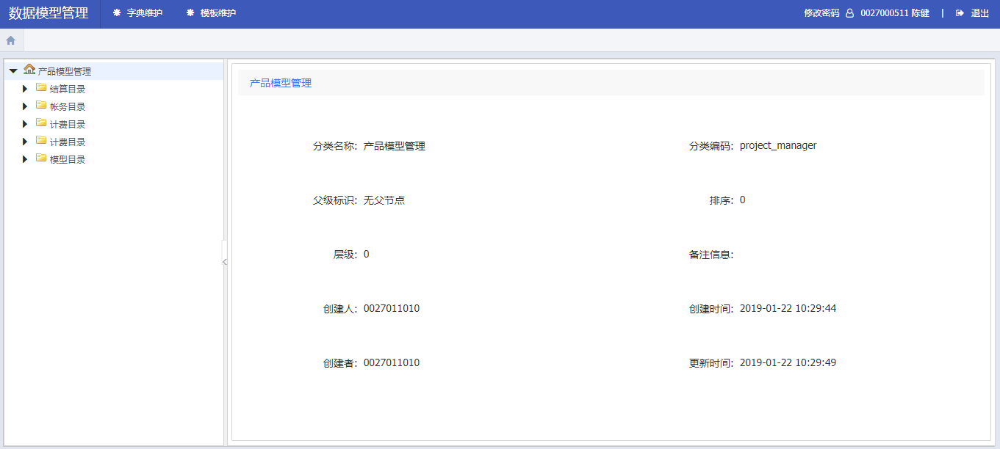 数据模型管理 字典维护 模板维护 修改密码 0027000511 陈健 | 退出
产品模型管理
结算目录
帐务目录
计费目录
计费目录
模型目录
产品模型管理
分类名称: 产品模型管理 分类编码: project_manager
父级标识: 无父节点 排序: 0
层级: 0 备注信息:
创建人: 0027011010 创建时间: 2019-01-22 10:29:44
创建者: 0027011010 更新时间: 2019-01-22 10:29:49